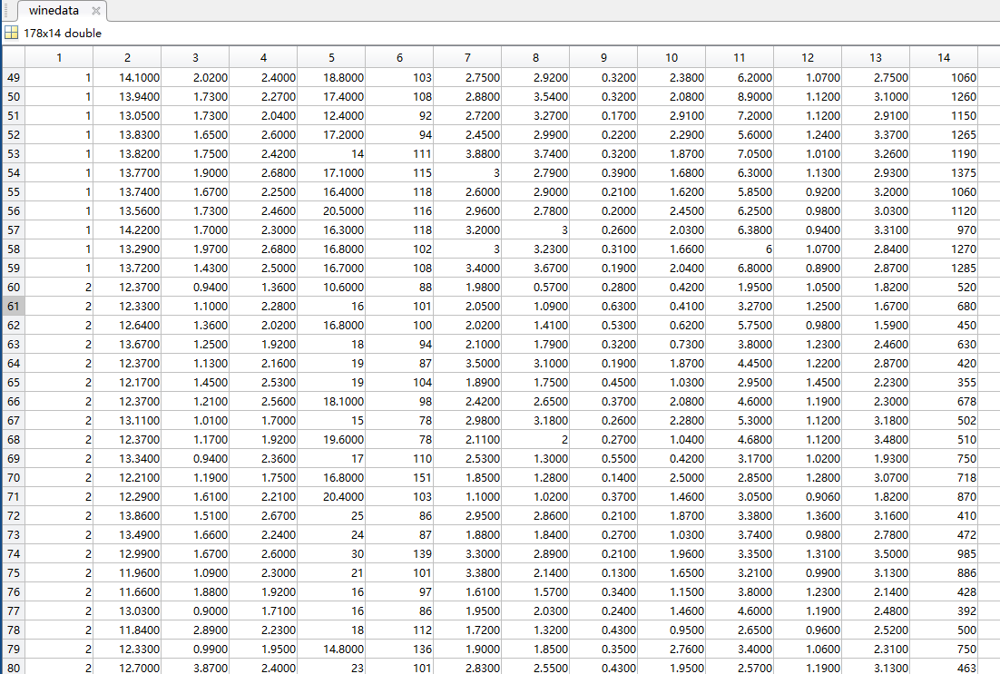 winedata
178x14 double
1 2 3 4 5 6 7 8 9 10 11 12 13 14
49 1 14.1000 2.0200 2.4000 18.8000 103 2.7500 2.9200 0.3200 2.3800 6.2000 1.0700 2.7500 1060
50 1 13.9400 1.7300 2.2700 17.4000 108 2.8800 3.5400 0.3200 2.0800 8.9000 1.1200 3.1000 1260
51 1 13.0500 1.7300 2.0400 12.4000 92 2.7200 3.2700 0.1700 2.9100 7.2000 1.1200 2.9100 1150
52 1 13.8300 1.6500 2.6000 17.2000 94 2.4500 2.9900 0.2200 2.2900 5.6000 1.2400 3.3700 1265
53 1 13.8200 1.7500 2.4200 14 111 3.8800 3.7400 0.3200 1.8700 7.0500 1.0100 3.2600 1190
54 1 13.7700 1.9000 2.6800 17.1000 115 3 2.7900 0.3900 1.6800 6.3000 1.1300 2.9300 1375
55 1 13.7400 1.6700 2.2500 16.4000 118 2.6000 2.9000 0.2100 1.6200 5.8500 0.9200 3.2000 1060
56 1 13.5600 1.7300 2.4600 20.5000 116 2.9600 2.7800 0.2000 2.4500 6.2500 0.9800 3.0300 1120
57 1 14.2200 1.7000 2.3000 16.3000 118 3.2000 3 0.2600 2.0300 6.3800 0.9400 3.3100 970
58 1 13.2900 1.9700 2.6800 16.8000 102 3 3.2300 0.3100 1.6600 6 1.0700 2.8400 1270
59 1 13.7200 1.4300 2.5000 16.7000 108 3.4000 3.6700 0.1900 2.0400 6.8000 0.8900 2.8700 1285
60 2 12.3700 0.9400 1.3600 10.6000 88 1.9800 0.5700 0.2800 0.4200 1.9500 1.0500 1.8200 520
61 2 12.3300 1.1000 2.2800 16 101 2.0500 1.0900 0.6300 0.4100 3.2700 1.2500 1.6700 680
62 2 12.6400 1.3600 2.0200 16.8000 100 2.0200 1.4100 0.5300 0.6200 5.7500 0.9800 1.5900 450
63 2 13.6700 1.2500 1.9200 18 94 2.1000 1.7900 0.3200 0.7300 3.8000 1.2300 2.4600 630
64 2 12.3700 1.1300 2.1600 19 87 3.5000 3.1000 0.1900 1.8700 4.4500 1.2200 2.8700 420
65 2 12.1700 1.4500 2.5300 19 104 1.8900 1.7500 0.4500 1.0300 2.9500 1.4500 2.2300 355
66 2 12.3700 1.2100 2.5600 18.1000 98 2.4200 2.6500 0.3700 2.0800 4.6000 1.1900 2.3000 678
67 2 13.1100 1.0100 1.7000 15 78 2.9800 3.1800 0.2600 2.2800 5.3000 1.1200 3.1800 502
68 2 12.3700 1.1700 1.9200 19.6000 78 2.1100 2 0.2700 1.0400 4.6800 1.1200 3.4800 510
69 2 13.3400 0.9400 2.3600 17 110 2.5300 1.3000 0.5500 0.4200 3.1700 1.0200 1.9300 750
70 2 12.2100 1.1900 1.7500 16.8000 151 1.8500 1.2800 0.1400 2.5000 2.8500 1.2800 3.0700 718
71 2 12.2900 1.6100 2.2100 20.4000 103 1.1000 1.0200 0.3700 1.4600 3.0500 0.9060 1.8200 870
72 2 13.8600 1.5100 2.6700 25 86 2.9500 2.8600 0.2100 1.8700 3.3800 1.3600 3.1600 410
73 2 13.4900 1.6600 2.2400 24 87 1.8800 1.8400 0.2700 1.0300 3.7400 0.9800 2.7800 472
74 2 12.9900 1.6700 2.6000 30 139 3.3000 2.8900 0.2100 1.9600 3.3500 1.3100 3.5000 985
75 2 11.9600 1.0900 2.3000 21 101 3.3800 2.1400 0.1300 1.6500 3.2100 0.9900 3.1300 886
76 2 11.6600 1.8800 1.9200 16 97 1.6100 1.5700 0.3400 1.1500 3.8000 1.2300 2.1400 428
77 2 13.0300 0.9000 1.7100 16 86 1.9500 2.0300 0.2400 1.4600 4.6000 1.1900 2.4800 392
78 2 11.8400 2.8900 2.2300 18 112 1.7200 1.3200 0.4300 0.9500 2.6500 0.9600 2.5200 500
79 2 12.3300 0.9900 1.9500 14.8000 136 1.9000 1.8500 0.3500 2.7600 3.4000 1.0600 2.3100 750
80 2 12.7000 3.8700 2.4000 23 101 2.8300 2.5500 0.4300 1.9500 2.5700 1.1900 3.1300 463